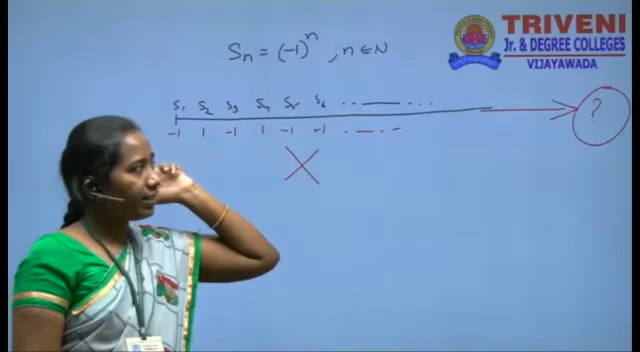 TRIVENI
Jr. & DEGREE COLLEGES
VIJAYAWADA
Sn = (-1)^n ; n ∈ N
S1 S2 S3 S4 S5 S6 .. — ...
-1 1 -1 1 -1 +1 . — . -
?